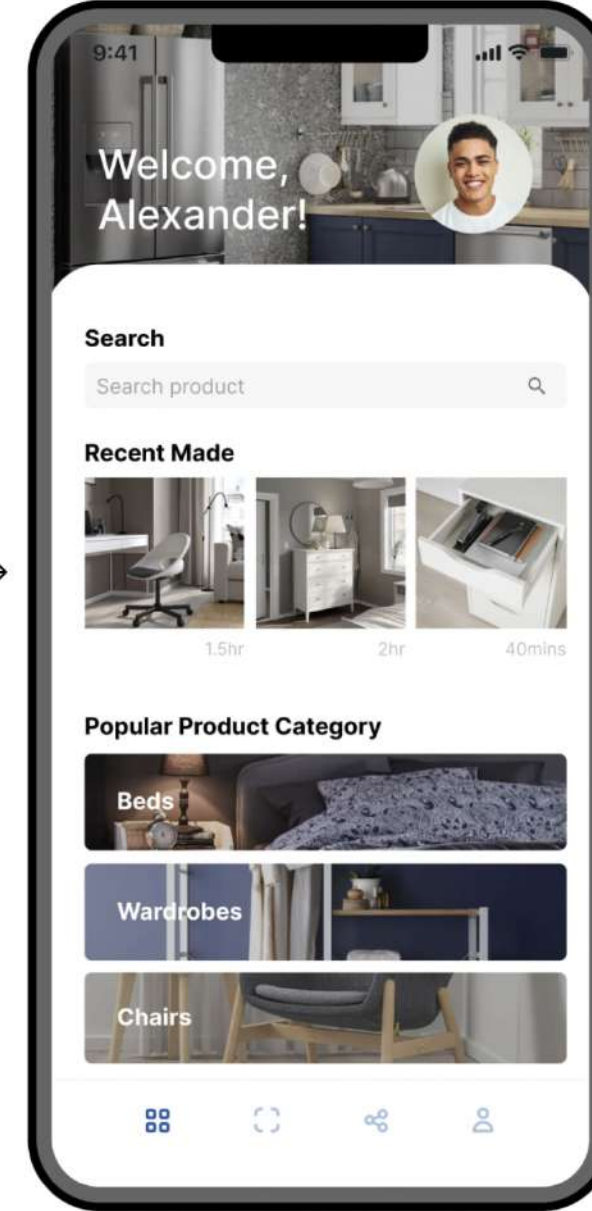 9:41
Welcome,
Alexander!
Search
Search product
Recent Made
1.5hr
2hr
40mins
Popular Product Category
Beds
Wardrobes
Chairs